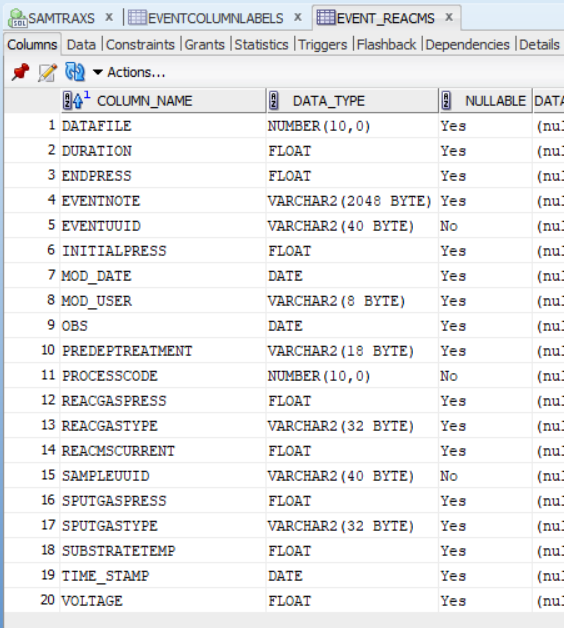 SAMTRAXS x EVENTCOLUMNLABELS x EVENT_REACMS x
Columns Data |Constraints |Grants |Statistics |Triggers |Flashback |Dependencies |Details
Actions...
1 COLUMN_NAME DATA_TYPE NULLABLE DATA
1 DATAFILE NUMBER(10,0) Yes (nul
2 DURATION FLOAT Yes (nul
3 ENDPRESS FLOAT Yes (nul
4 EVENTNOTE VARCHAR2(2048 BYTE) Yes (nul
5 EVENTUUID VARCHAR2(40 BYTE) No (nul
6 INITIALPRESS FLOAT Yes (nul
7 MOD_DATE DATE Yes (nul
8 MOD_USER VARCHAR2(8 BYTE) Yes (nul
9 OBS DATE Yes (nul
10 PREDEPTREATMENT VARCHAR2(18 BYTE) Yes (nul
11 PROCESSCODE NUMBER(10,0) No (nul
12 REACGASPRESS FLOAT Yes (nul
13 REACGASTYPE VARCHAR2(32 BYTE) Yes (nul
14 REACMSCURRENT FLOAT Yes (nul
15 SAMPLEUUID VARCHAR2(40 BYTE) No (nul
16 SPUTGASPRESS FLOAT Yes (nul
17 SPUTGASTYPE VARCHAR2(32 BYTE) Yes (nul
18 SUBSTRATETEMP FLOAT Yes (nul
19 TIME_STAMP DATE Yes (nul
20 VOLTAGE FLOAT Yes (nul